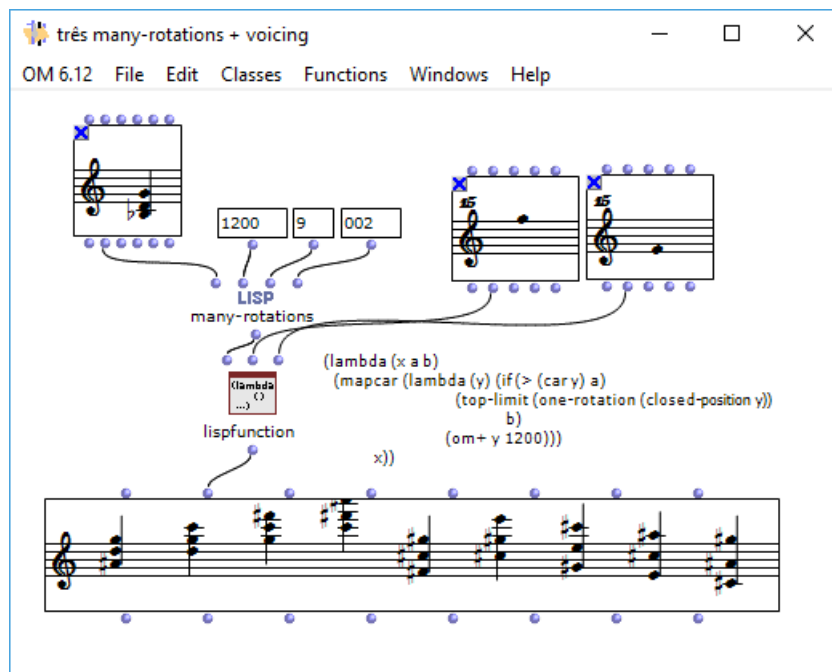 três many-rotations + voicing
OM 6.12 File Edit Classes Functions Windows Help
1200 9 002
15 15
LISP
many-rotations
(lambda (x a b)
(mapcar (lambda (y) (if (> (car y) a)
(top-limit (one-rotation (closed-position y))
b)
(om+ y 1200)))
x))
(lambda
()
...)
lispfunction